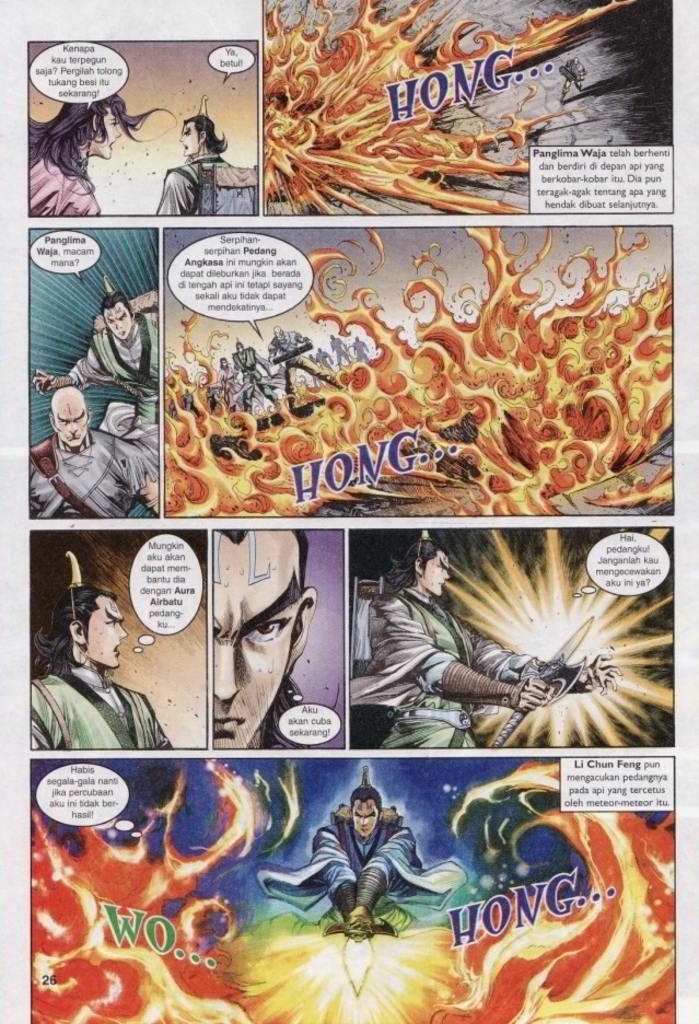 Kenapa
kau terpegun
saja? Pergilah tolong
tukang besi itu
sekarang!
Ya,
betul!
HONG...
Panglima Waja telah berhenti
dan berdiri di depan api yang
berkobar-kobar itu. Dia pun
teragak-agak tentang apa yang
hendak dibuat selanjutnya.
Panglima
Waja, macam
mana?
Serpihan-
serpihan Pedang
Angkasa ini mungkin akan
dapat dileburkan jika berada
di tengah api ini tetapi sayang
sekali aku tidak dapat
mendekatinya...
HONG...
Mungkin
aku akan
dapat mem-
bantu dia
dengan Aura
Airbatu
pedang-
ku...
Aku
akan cuba
sekarang!
Hai,
pedangku!
Janganlah kau
mengecewakan
aku ini ya?
Habis
segala-gala nanti
jika percubaan
aku ini tidak ber-
hasil!
Li Chun Feng pun
mengacukan pedangnya
pada api yang tercetus
oleh meteor-meteor itu.
WO...
HONG...
26